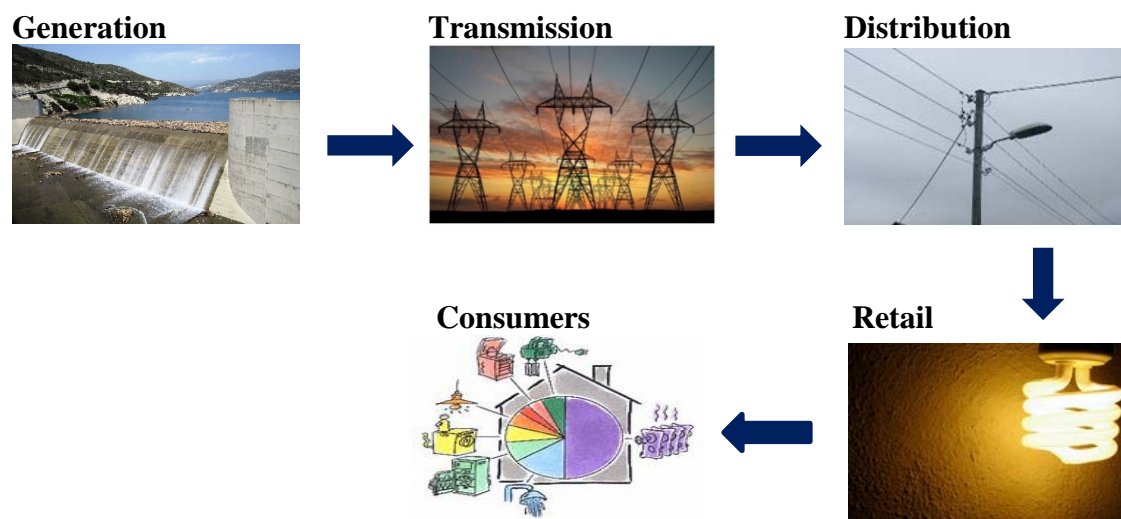 Generation
Transmission
Distribution
Retail
Consumers